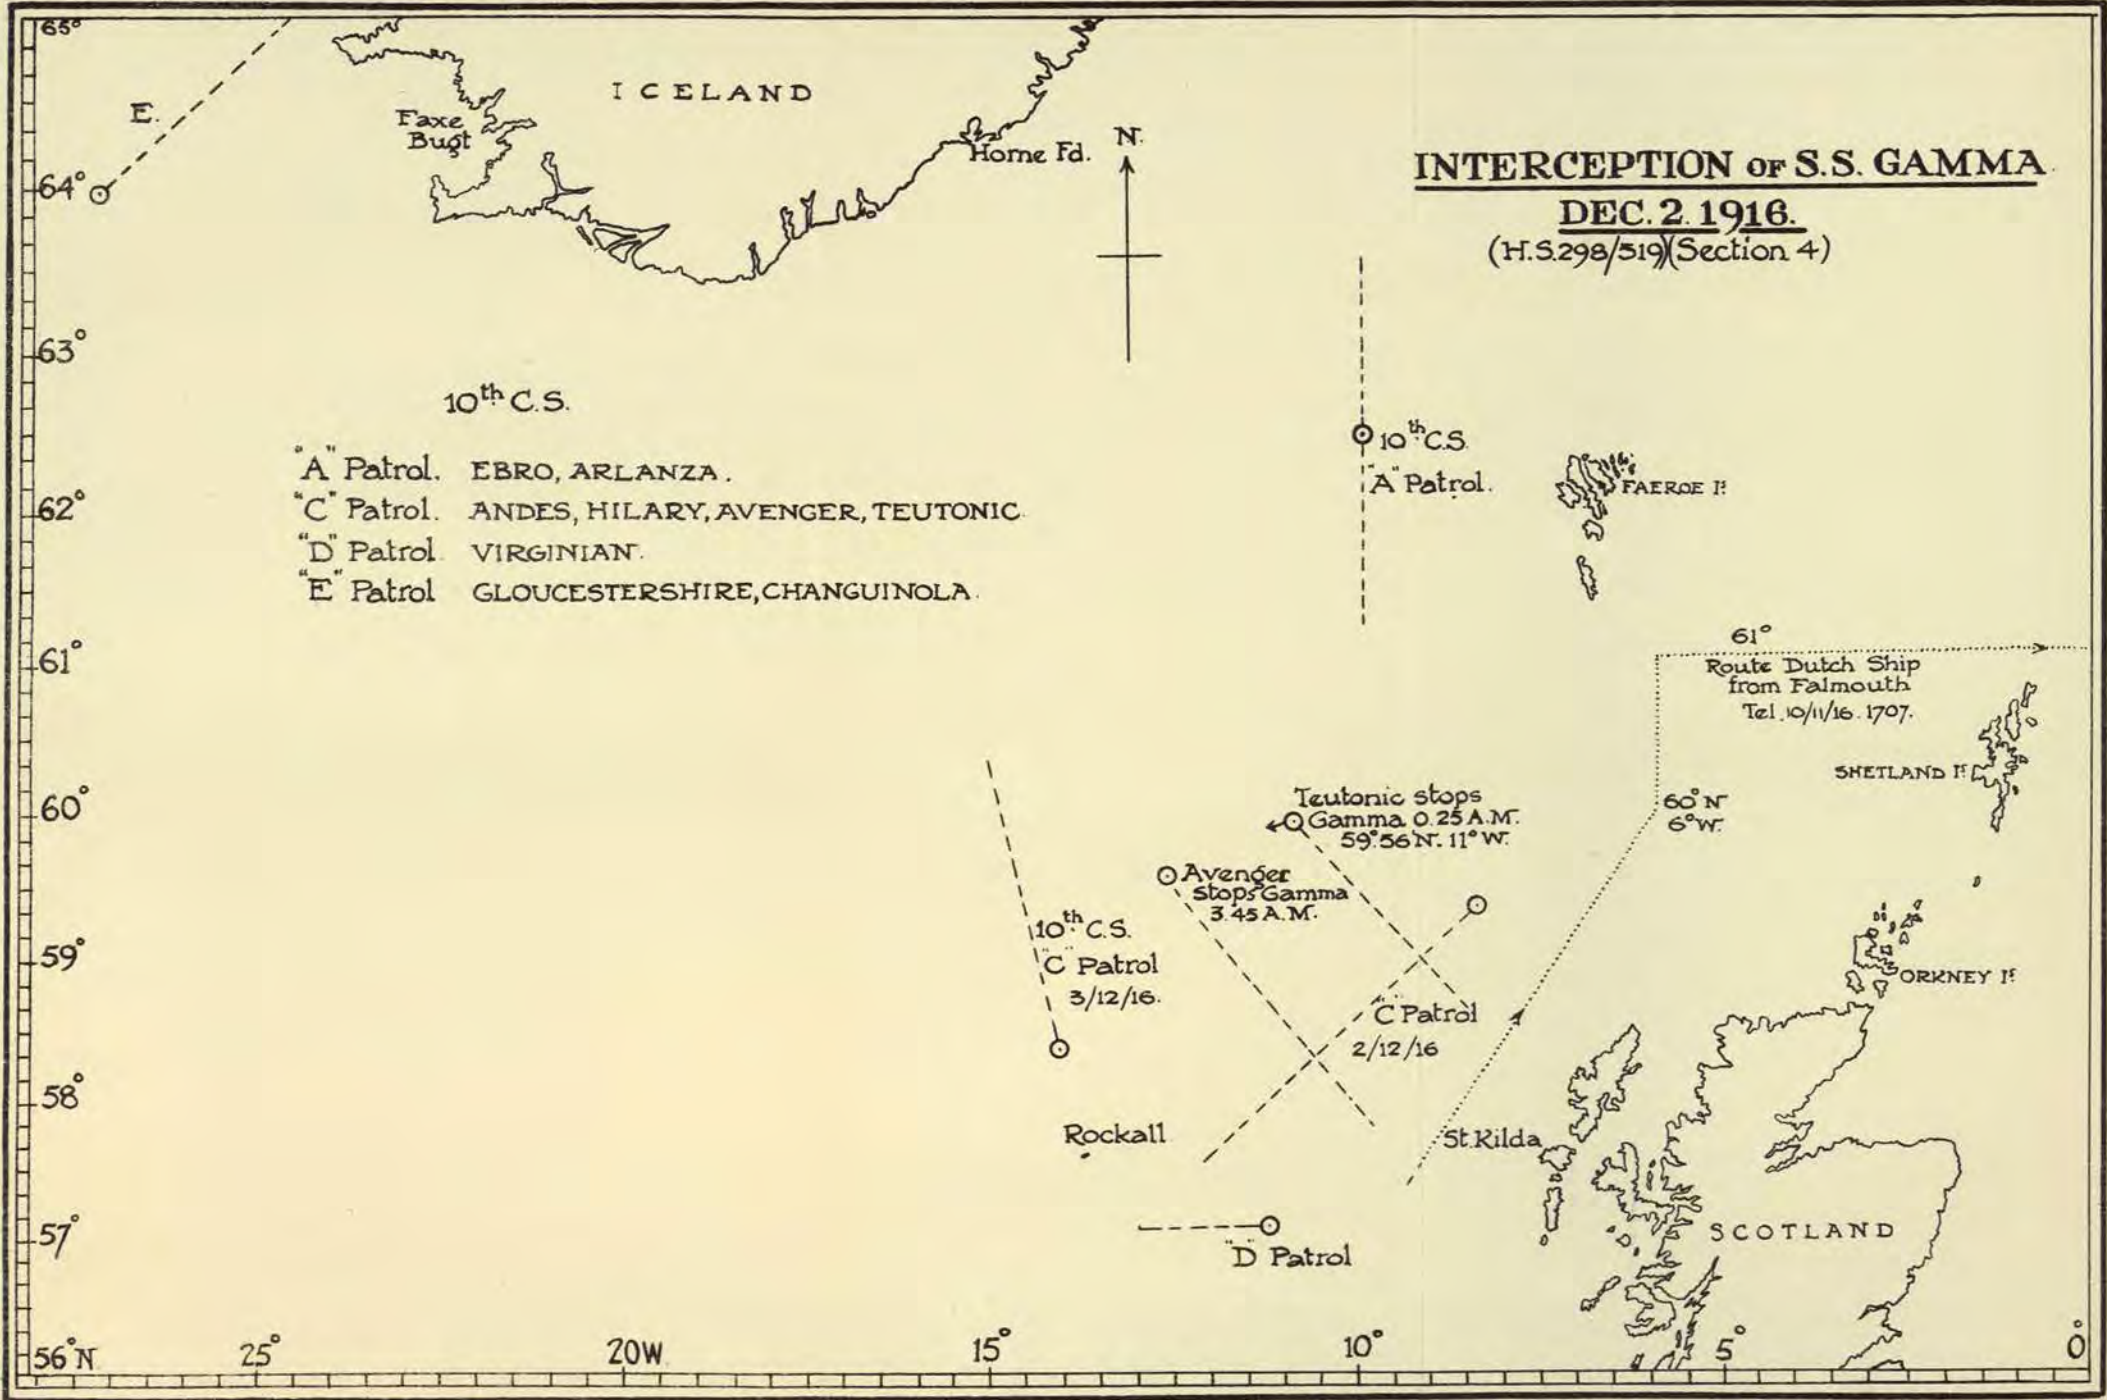 INTERCEPTION OF S.S. GAMMA.
DEC. 2. 1916.
(H.S.298/519)(Section 4)
65°
64°
63°
62°
61°
60°
59°
58°
57°
56°N
25°
20W
15°
10°
5°
0°
E.
ICELAND
Faxe
Bugt
Horne Fd.
N.
10th C.S.
"A" Patrol. EBRO, ARLANZA.
"C" Patrol. ANDES, HILARY, AVENGER, TEUTONIC.
"D" Patrol. VIRGINIAN.
"E" Patrol GLOUCESTERSHIRE, CHANGUINOLA.
10th C.S.
"A" Patrol.
FAEROE Is
61°
Route Dutch Ship
from Falmouth
Tel. 10/11/16. 1707.
SHETLAND Is
60°N
6°W.
Teutonic stops
Gamma 0.25 A.M.
59°.56'N. 11°W.
Avenger
stops Gamma
3.45 A.M.
10th C.S.
"C" Patrol
3/12/16.
"C" Patrol
2/12/16
ORKNEY Is
Rockall
St. Kilda
"D" Patrol
SCOTLAND